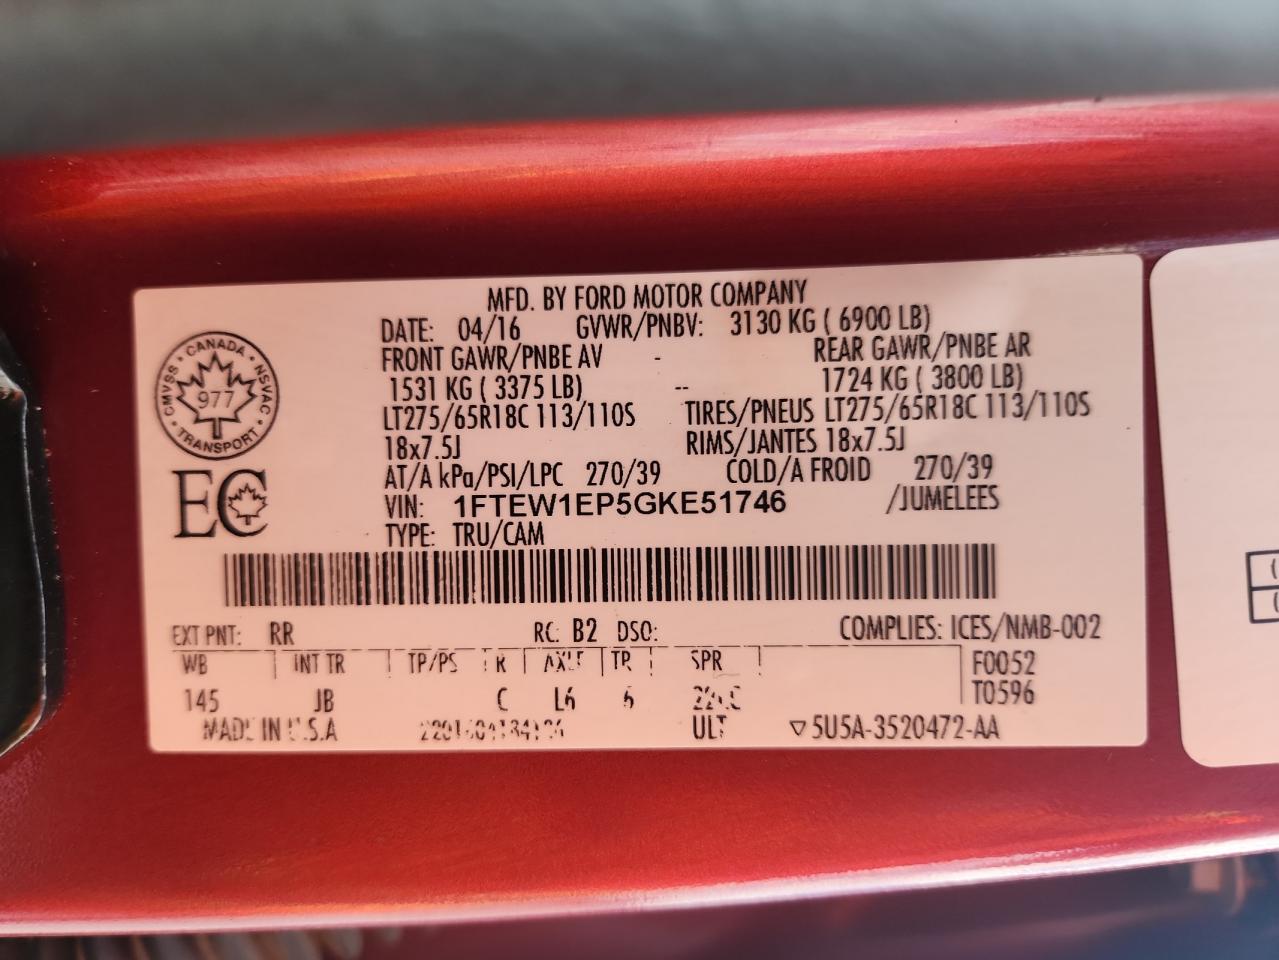 MFD. BY FORD MOTOR COMPANY
DATE: 04/16 GVWR/PNBV: 3130 KG ( 6900 LB)
FRONT GAWR/PNBE AV - REAR GAWR/PNBE AR
1531 KG ( 3375 LB) -- 1724 KG ( 3800 LB)
LT275/65R18C 113/110S TIRES/PNEUS LT275/65R18C 113/110S
18x7.5J RIMS/JANTES 18x7.5J
AT/A kPa/PSI/LPC 270/39 COLD/A FROID 270/39
VIN: 1FTEW1EP5GKE51746 /JUMELEES
TYPE: TRU/CAM
CANADA
CMVSS NSVAC
977
TRANSPORT
EC
EXT PNT: RR RC: B2 DSO: COMPLIES: ICES/NMB-002
WB INT TR TP/PS R AXLE TR SPR F0052
145 JB C L6 6 T0596
MADE IN U.S.A ULT 5U5A-3520472-AA